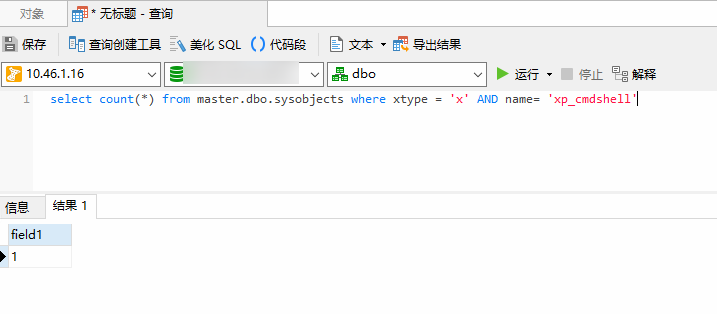 对象 * 无标题 - 查询
保存 查询创建工具 美化 SQL 代码段 文本 导出结果
10.46.1.16 dbo 运行 停止 解释
1 select count(*) from master.dbo.sysobjects where xtype = 'x' AND name= 'xp_cmdshell'
信息 结果 1
field1
1